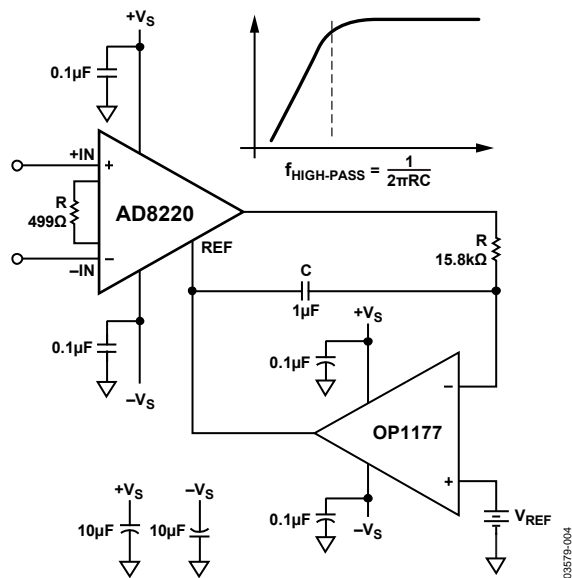 +VS
0.1µF
+IN
+
R
499Ω
AD8220
REF
–
–IN
0.1µF
–VS
fHIGH-PASS = 1
2πRC
R
15.8kΩ
C
1µF
+VS
0.1µF
–
OP1177
+
0.1µF
–VS
VREF
+VS
10µF
–VS
10µF
03579-004